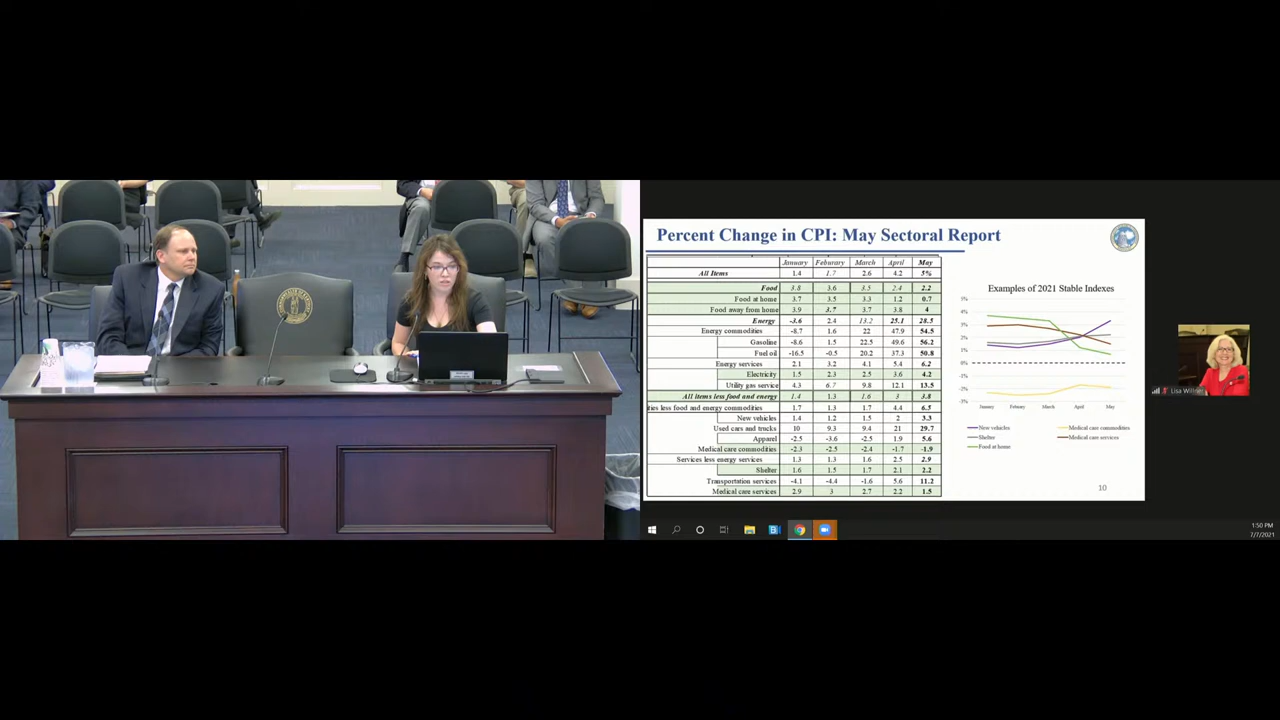 Percent Change in CPI: May Sectoral Report
January Feburary March April May
All Items 1.4 1.7 2.6 4.2 5%
Food 3.8 3.6 3.5 2.4 2.2
Food at home 3.7 3.5 3.3 1.2 0.7
Food away from home 3.9 3.7 3.7 3.8 4
Energy -3.6 2.4 13.2 25.1 28.5
Energy commodities -8.7 1.6 22 47.9 54.5
Gasoline -8.6 1.5 22.5 49.6 56.2
Fuel oil -16.5 -0.5 20.2 37.3 50.8
Energy services 2.1 3.2 4.1 5.4 6.2
Electricity 1.5 2.3 2.5 3.6 4.2
Utility gas service 4.3 6.7 9.8 12.1 13.5
All items less food and energy 1.4 1.3 1.6 3 3.8
ities less food and energy commodities 1.7 1.3 1.7 4.4 6.5
New vehicles 1.4 1.2 1.5 2 3.3
Used cars and trucks 10 9.3 9.4 21 29.7
Apparel -2.5 -3.6 -2.5 1.9 5.6
Medical care commodities -2.3 -2.5 -2.4 -1.7 -1.9
Services less energy services 1.3 1.3 1.6 2.5 2.9
Shelter 1.6 1.5 1.7 2.1 2.2
Transportation services -4.1 -4.4 -1.6 5.6 11.2
Medical care services 2.9 3 2.7 2.2 1.5
Examples of 2021 Stable Indexes
5%
4%
3%
2%
1%
0%
-1%
-2%
-3%
January February March April May
New vehicles Medical care commodities
Shelter Medical care services
Food at home
10
Lisa Willner
1:50 PM
7/7/2021